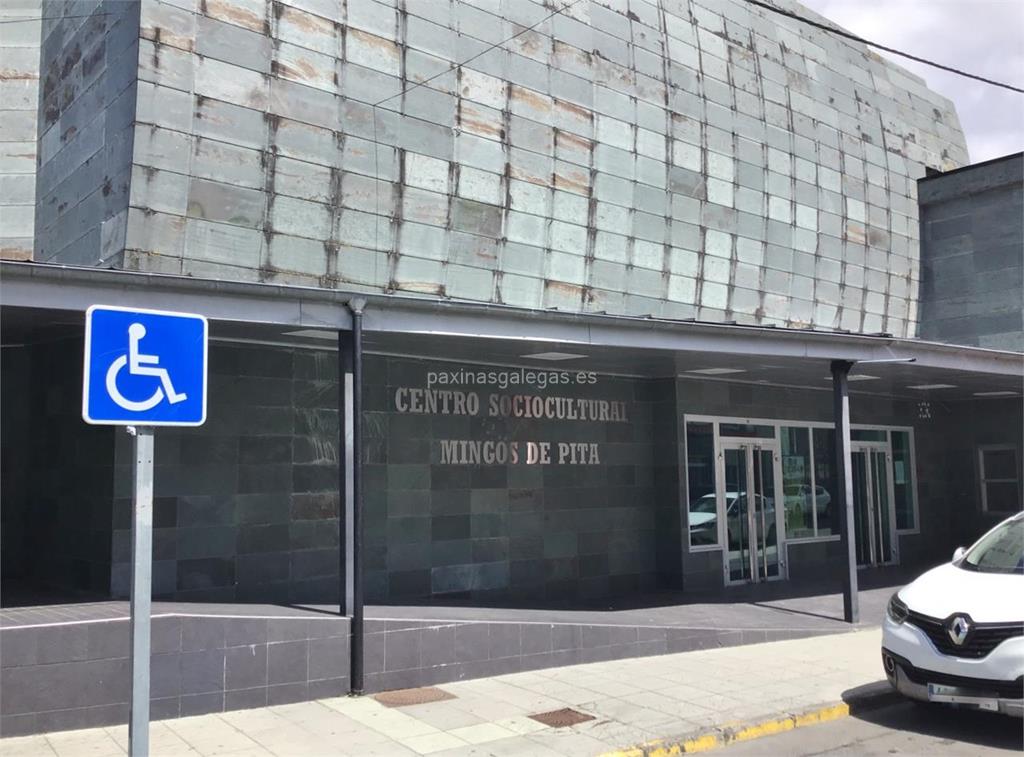 paxinasgalegas.es
CENTRO SOCIOCULTURAL
MINGOS DE PITA